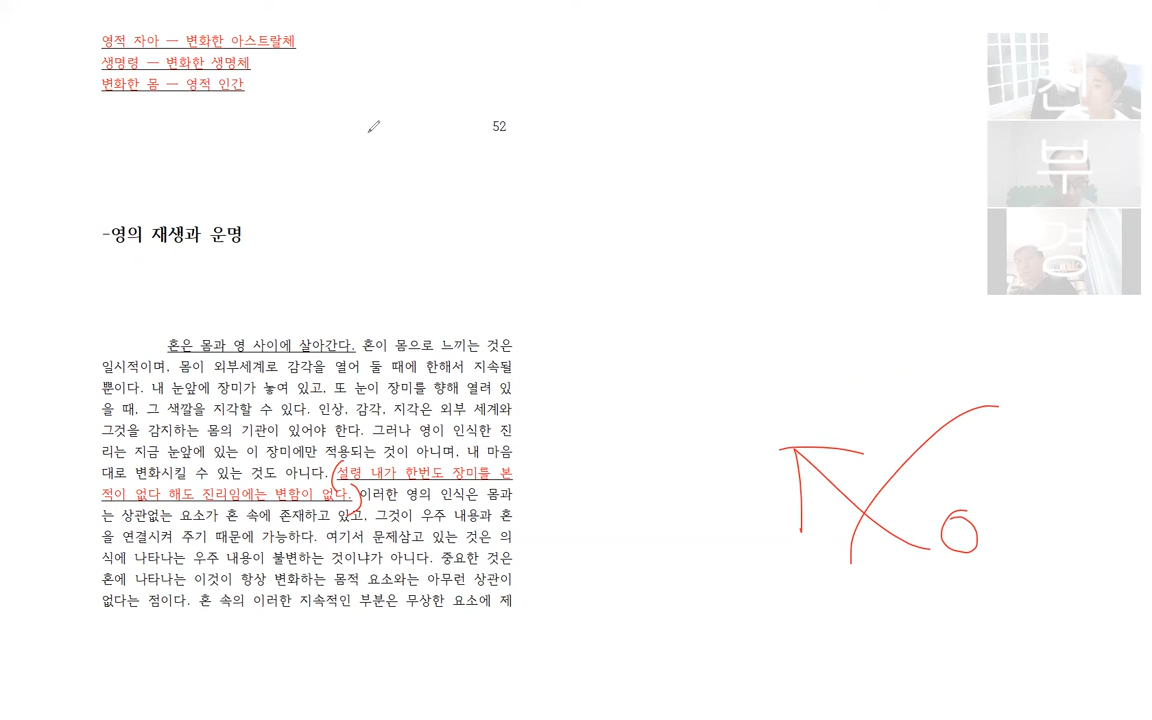 영적 자아 — 변화한 아스트랄체
생명령 — 변화한 생명체
변화한 몸 — 영적 인간
52
-영의 재생과 운명
혼은 몸과 영 사이에 살아간다. 혼이 몸으로 느끼는 것은
일시적이며, 몸이 외부세계로 감각을 열어 둘 때에 한해서 지속될
뿐이다. 내 눈앞에 장미가 놓여 있고, 또 눈이 장미를 향해 열려 있
을 때, 그 색깔을 지각할 수 있다. 인상, 감각, 지각은 외부 세계와
그것을 감지하는 몸의 기관이 있어야 한다. 그러나 영이 인식한 진
리는 지금 눈앞에 있는 이 장미에만 적용되는 것이 아니며, 내 마음
대로 변화시킬 수 있는 것도 아니다. 설령 내가 한번도 장미를 본
적이 없다 해도 진리임에는 변함이 없다. 이러한 영의 인식은 몸과
는 상관없는 요소가 혼 속에 존재하고 있고, 그것이 우주 내용과 혼
을 연결시켜 주기 때문에 가능하다. 여기서 문제삼고 있는 것은 의
식에 나타나는 우주 내용이 불변하는 것이냐가 아니다. 중요한 것은
혼에 나타나는 이것이 항상 변화하는 몸적 요소와는 아무런 상관이
없다는 점이다. 혼 속의 이러한 지속적인 부분은 무상한 요소에 제
부
경